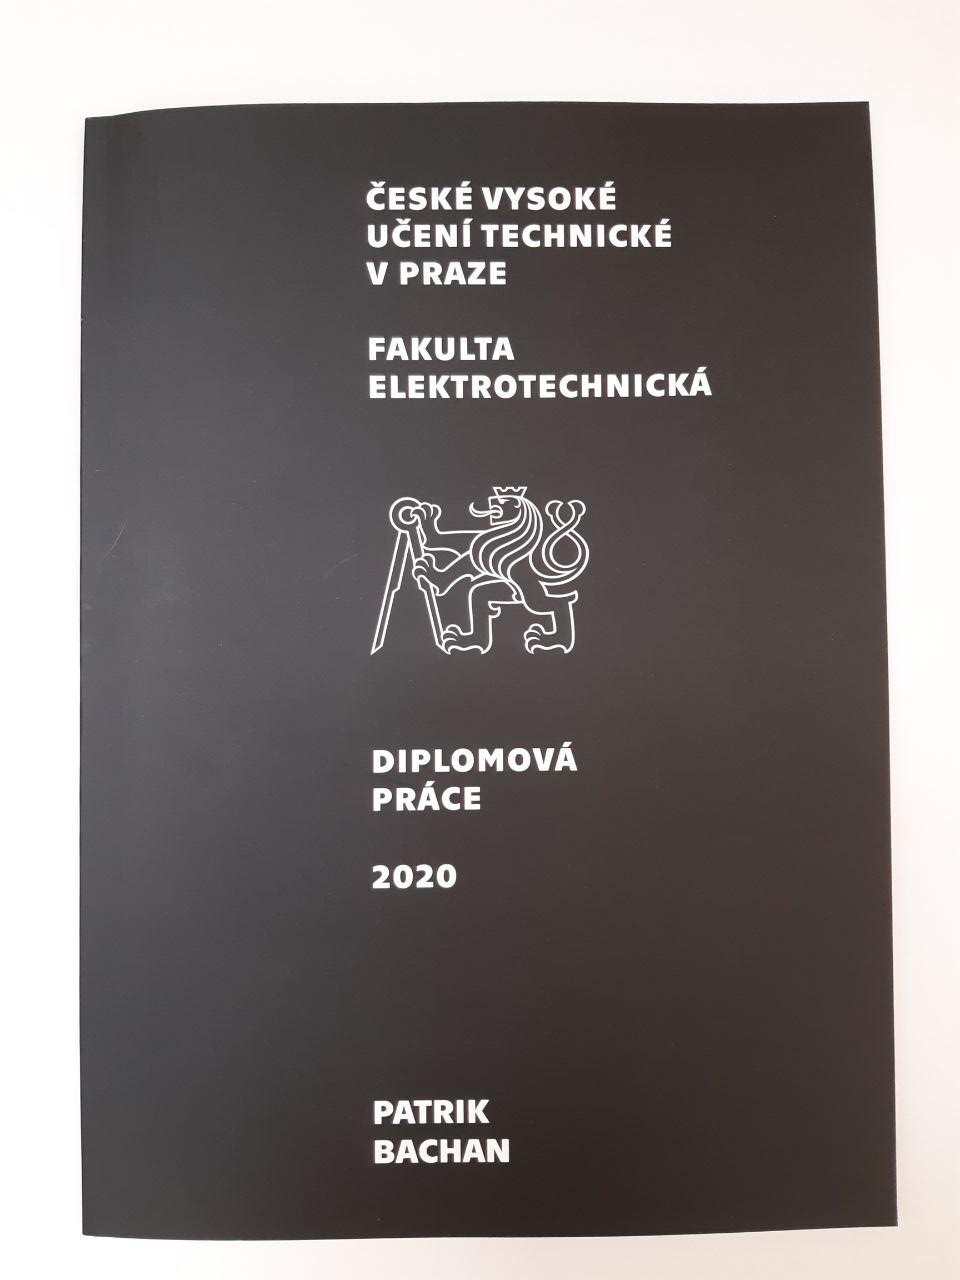 ČESKÉ VYSOKÉ
UČENÍ TECHNICKÉ
V PRAZE
FAKULTA
ELEKTROTECHNICKÁ
DIPLOMOVÁ
PRÁCE
2020
PATRIK
BACHAN